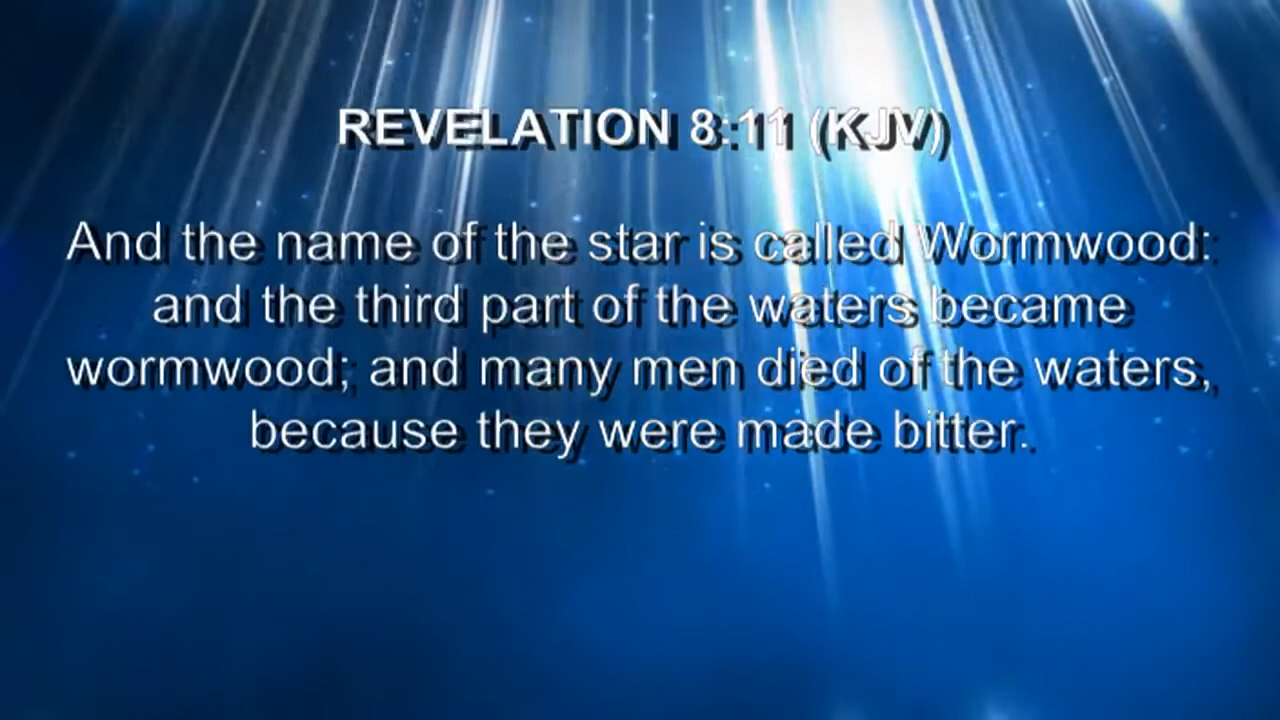 REVELATION 8:11 (KJV)
And the name of the star is called Wormwood:
and the third part of the waters became
wormwood; and many men died of the waters,
because they were made bitter.